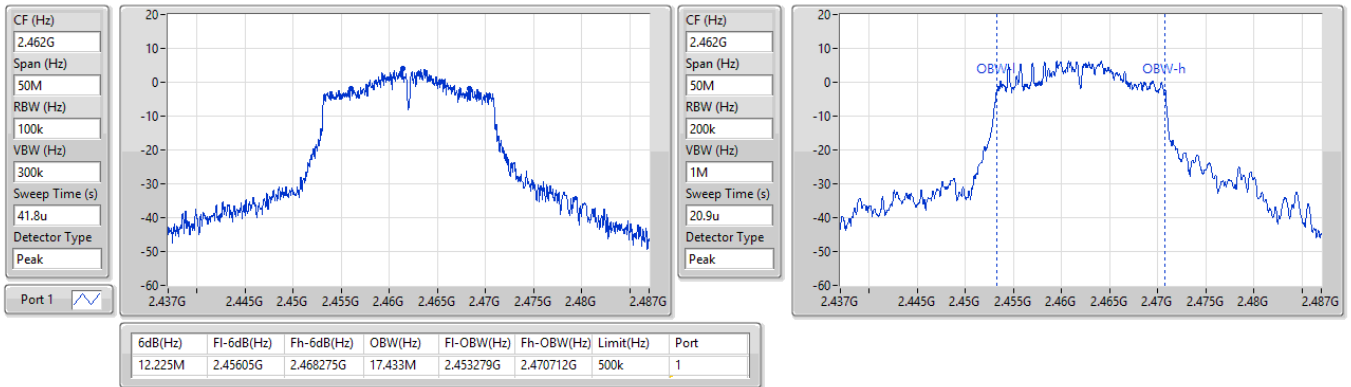 CF (Hz)
2.462G
Span (Hz)
50M
RBW (Hz)
100k
VBW (Hz)
300k
Sweep Time (s)
41.8u
Detector Type
Peak
Port 1
20
10
0
-10
-20
-30
-40
-50
-60
2.437G 2.445G 2.45G 2.455G 2.46G 2.465G 2.47G 2.475G 2.48G 2.487G
CF (Hz)
2.462G
Span (Hz)
50M
RBW (Hz)
200k
VBW (Hz)
1M
Sweep Time (s)
20.9u
Detector Type
Peak
20
10
0
-10
-20
-30
-40
-50
-60
OBW-h
2.437G 2.445G 2.45G 2.455G 2.46G 2.465G 2.47G 2.475G 2.48G 2.487G
6dB(Hz) Fl-6dB(Hz) Fh-6dB(Hz) OBW(Hz) Fl-OBW(Hz) Fh-OBW(Hz) Limit(Hz) Port
12.225M 2.45605G 2.468275G 17.433M 2.453279G 2.470712G 500k 1